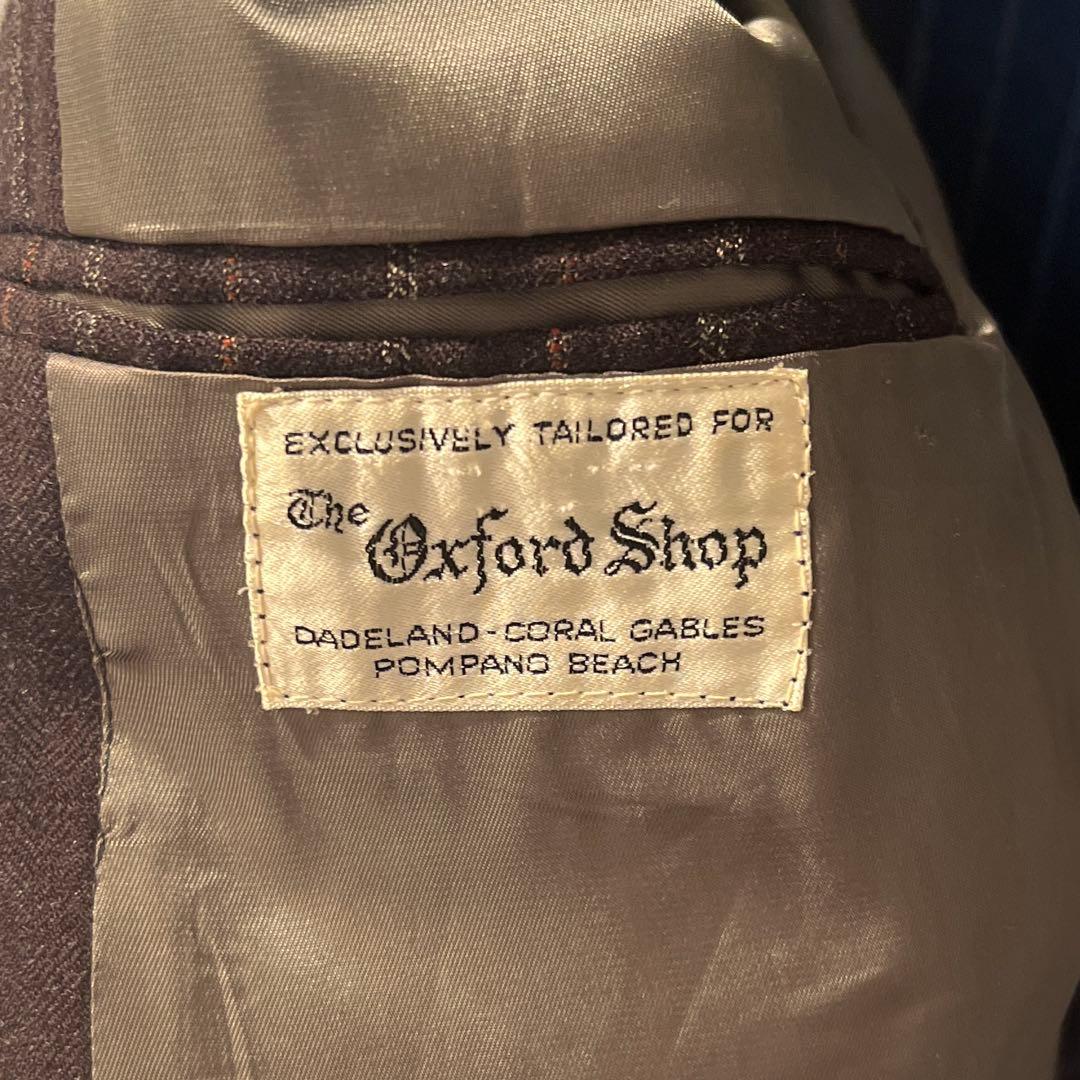 EXCLUSIVELY TAILORED FOR
The Oxford Shop
DADELAND - CORAL GABLES
POMPANO BEACH